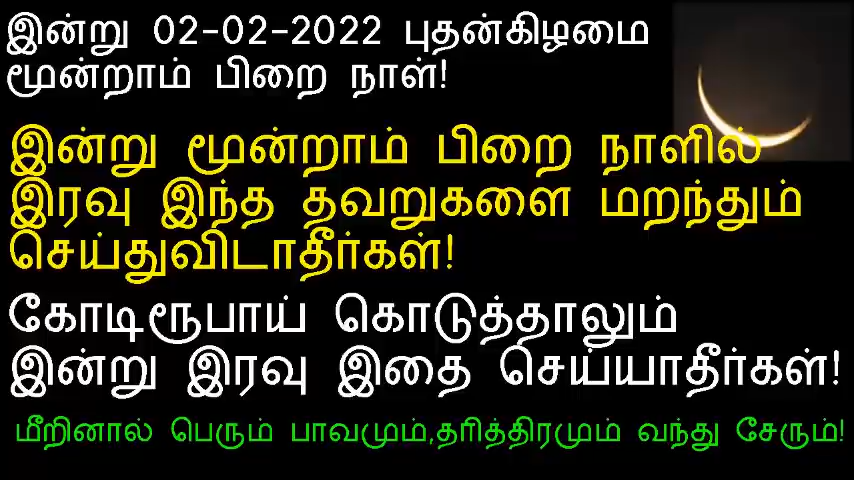 இன்று 02-02-2022 புதன்கிழமை
மூன்றாம் பிறை நாள்!
இன்று மூன்றாம் பிறை நாளில்
இரவு இந்த தவறுகளை மறந்தும்
செய்துவிடாதீர்கள்!
கோடிரூபாய் கொடுத்தாலும்
இன்று இரவு இதை செய்யாதீர்கள்!
மீறினால் பெரும் பாவமும்,தரித்திரமும் வந்து சேரும்!